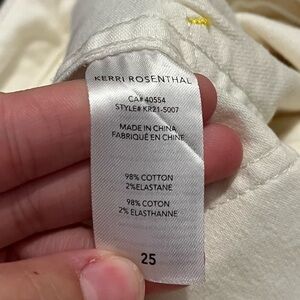 KERRI ROSENTHAL
CA# 40554
STYLE# KR21-5007
MADE IN CHINA
FABRIQUÉ EN CHINE
98% COTTON
2%ELASTANE
98% COTON
2% ELASTHANNE
25